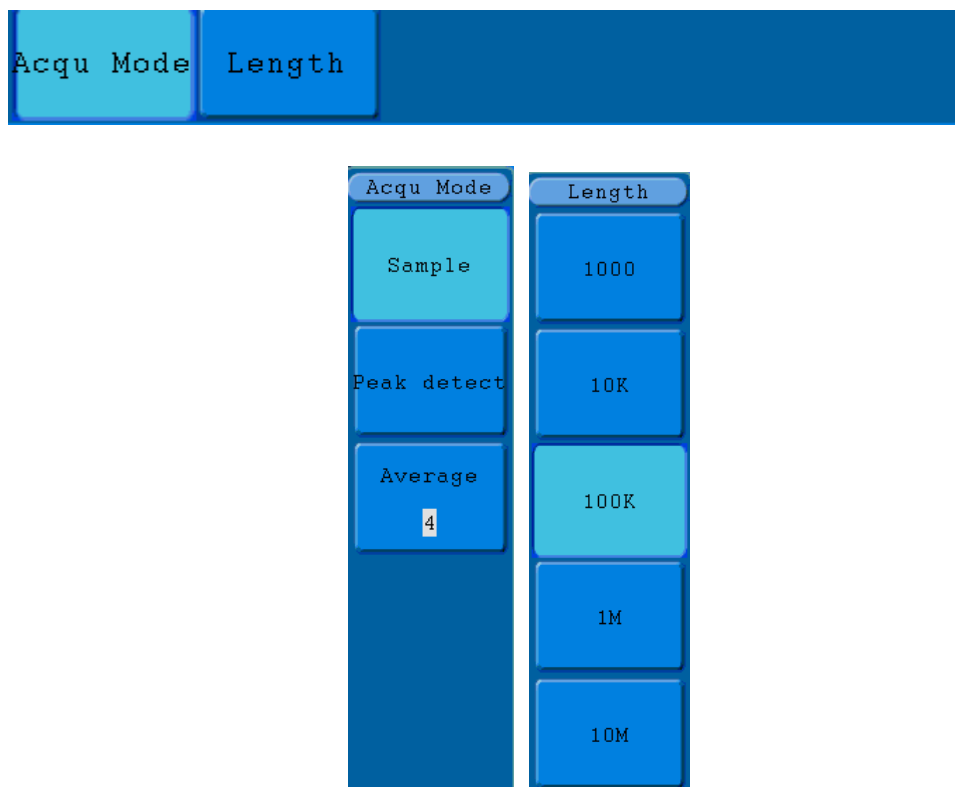 Acqu Mode
Length
Acqu Mode
Sample
Peak detect
Average
4
Length
1000
10K
100K
1M
10M